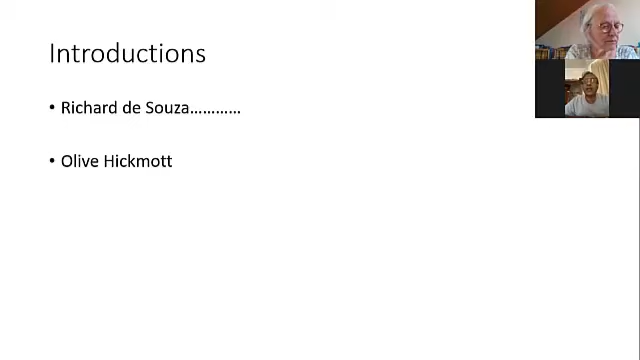 Introductions
• Richard de Souza…………
• Olive Hickmott